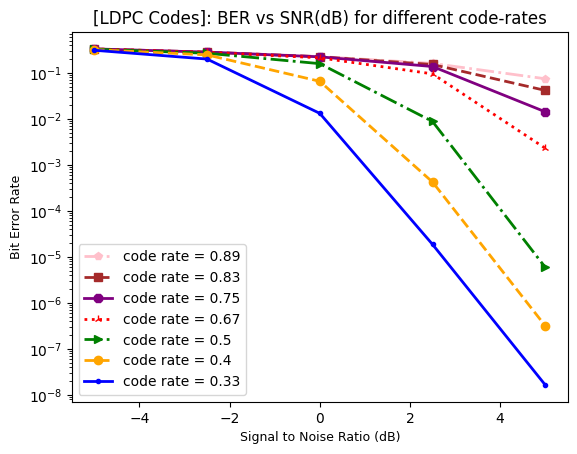 [LDPC Codes]: BER vs SNR(dB) for different code-rates
Bit Error Rate
10⁻¹
10⁻²
10⁻³
10⁻⁴
10⁻⁵
10⁻⁶
10⁻⁷
10⁻⁸
code rate = 0.89
code rate = 0.83
code rate = 0.75
code rate = 0.67
code rate = 0.5
code rate = 0.4
code rate = 0.33
−4 −2 0 2 4
Signal to Noise Ratio (dB)